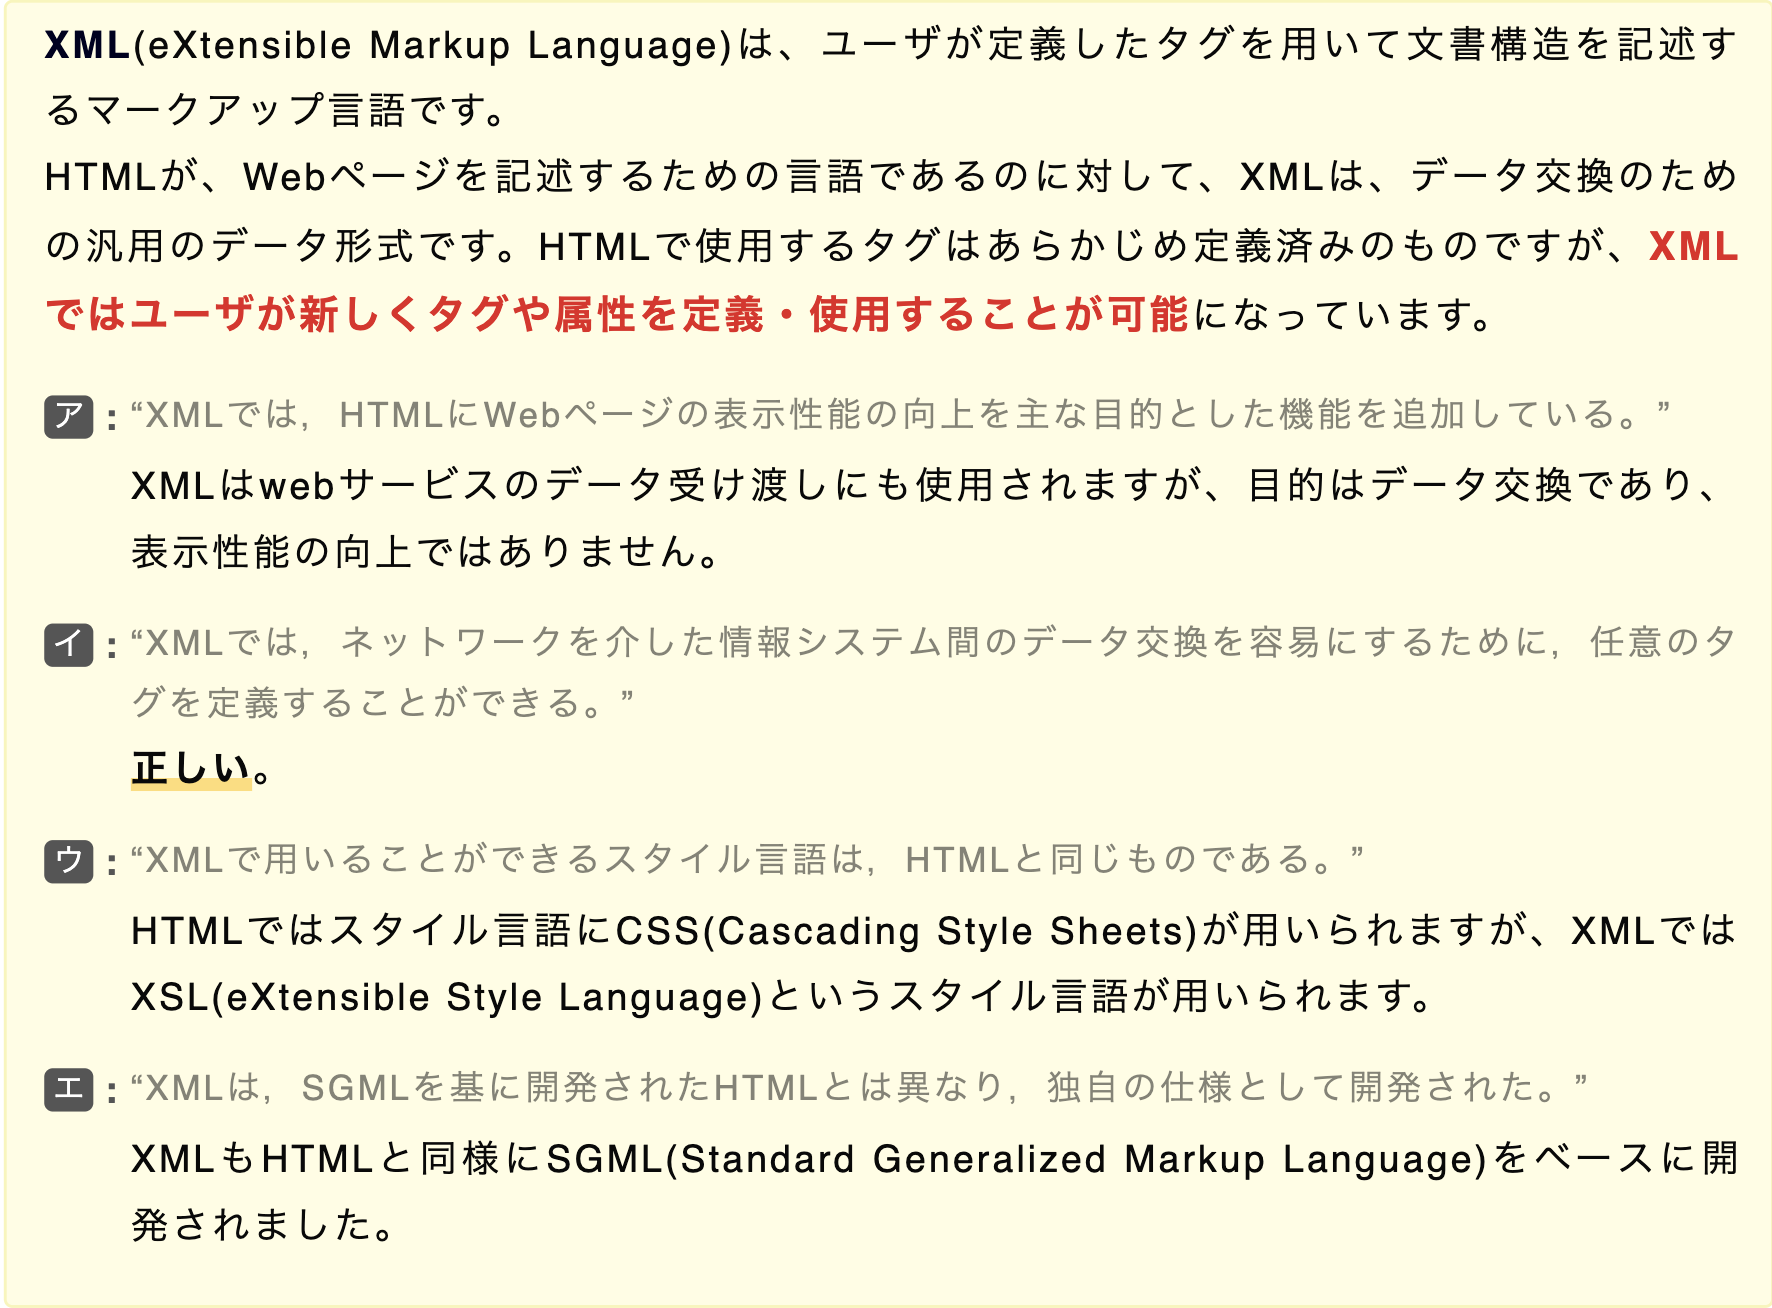 XML(eXtensible Markup Language)は、ユーザが定義したタグを用いて文書構造を記述す
るマークアップ言語です。
HTMLが、Webページを記述するための言語であるのに対して、XMLは、データ交換のため
の汎用のデータ形式です。HTMLで使用するタグはあらかじめ定義済みのものですが、XML
ではユーザが新しくタグや属性を定義・使用することが可能になっています。
ア：“XMLでは，HTMLにWebページの表示性能の向上を主な目的とした機能を追加している。”
XMLはwebサービスのデータ受け渡しにも使用されますが、目的はデータ交換であり、
表示性能の向上ではありません。
イ：“XMLでは，ネットワークを介した情報システム間のデータ交換を容易にするために，任意のタ
グを定義することができる。”
正しい。
ウ：“XMLで用いることができるスタイル言語は，HTMLと同じものである。”
HTMLではスタイル言語にCSS(Cascading Style Sheets)が用いられますが、XMLでは
XSL(eXtensible Style Language)というスタイル言語が用いられます。
エ：“XMLは，SGMLを基に開発されたHTMLとは異なり，独自の仕様として開発された。”
XMLもHTMLと同様にSGML(Standard Generalized Markup Language)をベースに開
発されました。